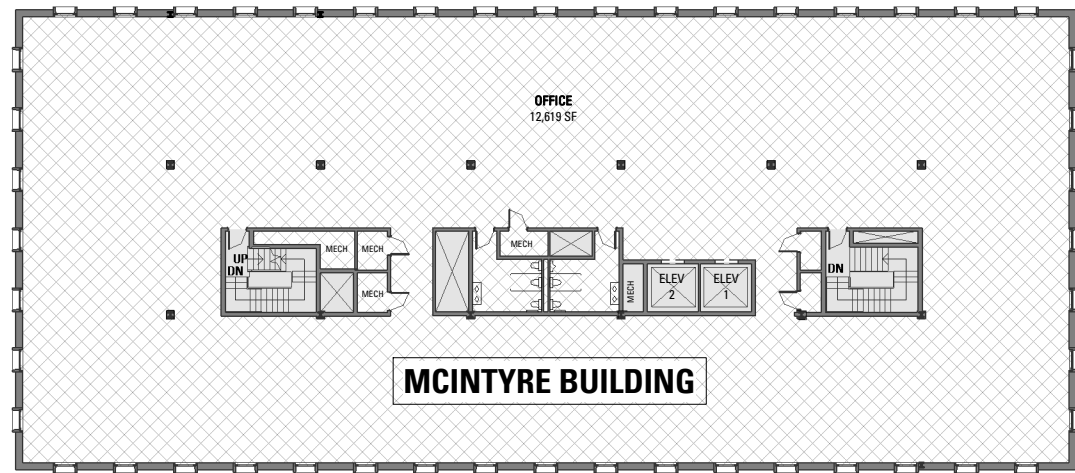 OFFICE
12,619 SF
MECH
MECH
MECH
UP
DN
MECH
MECH
ELEV
2
ELEV
1
DN
MCINTYRE BUILDING